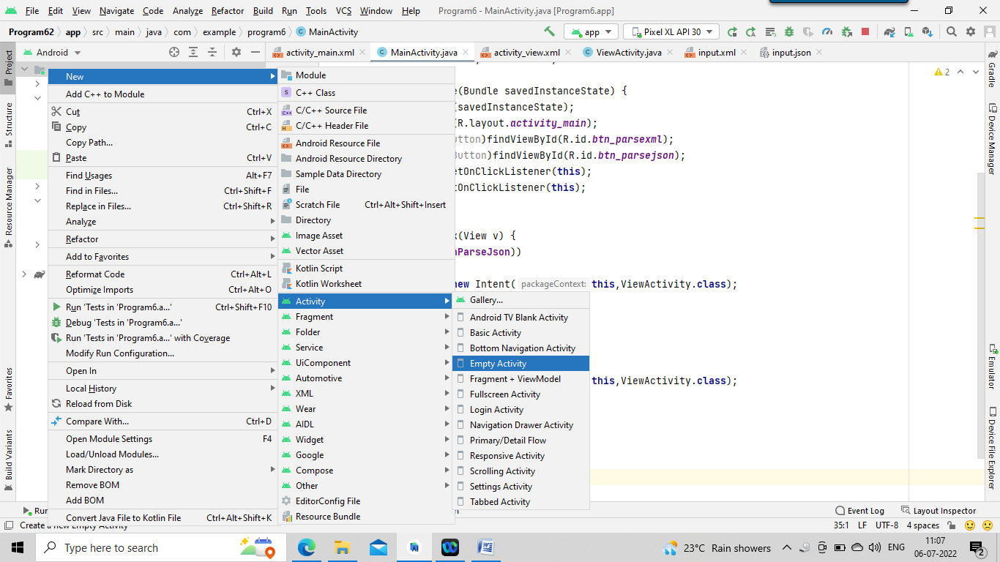 File Edit View Navigate Code Analyze Refactor Build Run Tools VCS Window Help Program6 - MainActivity.java [Program6.app]
Program62 app src main java com example program6 MainActivity app Pixel XL API 30
Android activity_main.xml MainActivity.java activity_view.xml ViewActivity.java input.xml input.json
Project
Structure
Resource Manager
Favorites
Build Variants
New
Add C++ to Module
Cut Ctrl+X
Copy Ctrl+C
Copy Path...
Paste Ctrl+V
Find Usages Alt+F7
Find in Files... Ctrl+Shift+F
Replace in Files... Ctrl+Shift+R
Analyze
Refactor
Add to Favorites
Reformat Code Ctrl+Alt+L
Optimize Imports Ctrl+Alt+O
Run 'Tests in 'Program6.a...' Ctrl+Shift+F10
Debug 'Tests in 'Program6.a...'
Run 'Tests in 'Program6.a...' with Coverage
Modify Run Configuration...
Open In
Local History
Reload from Disk
Compare With... Ctrl+D
Open Module Settings F4
Load/Unload Modules...
Mark Directory as
Remove BOM
Add BOM
Convert Java File to Kotlin File Ctrl+Alt+Shift+K
Module
C++ Class
C/C++ Source File
C/C++ Header File
Android Resource File
Android Resource Directory
Sample Data Directory
File
Scratch File Ctrl+Alt+Shift+Insert
Directory
Image Asset
Vector Asset
Kotlin Script
Kotlin Worksheet
Activity
Fragment
Folder
Service
UiComponent
Automotive
XML
Wear
AIDL
Widget
Google
Compose
Other
EditorConfig File
Resource Bundle
Gallery...
Android TV Blank Activity
Basic Activity
Bottom Navigation Activity
Empty Activity
Fragment + ViewModel
Fullscreen Activity
Login Activity
Navigation Drawer Activity
Primary/Detail Flow
Responsive Activity
Scrolling Activity
Settings Activity
Tabbed Activity
2
(Bundle savedInstanceState) {
(savedInstanceState);
(R.layout.activity_main);
utton)findViewById(R.id.btn_parsexml);
Button)findViewById(R.id.btn_parsejson);
etOnClickListener(this);
tOnClickListener(this);
(View v) {
ParseJson))
new Intent( packageContext: this,ViewActivity.class);
this,ViewActivity.class);
Gradle
Device Manager
Emulator
Device File Explorer
Run
Event Log Layout Inspector
Create a new Empty Activity 35:1 LF UTF-8 4 spaces
Type here to search 23°C Rain showers ENG 11:07
06-07-2022 2